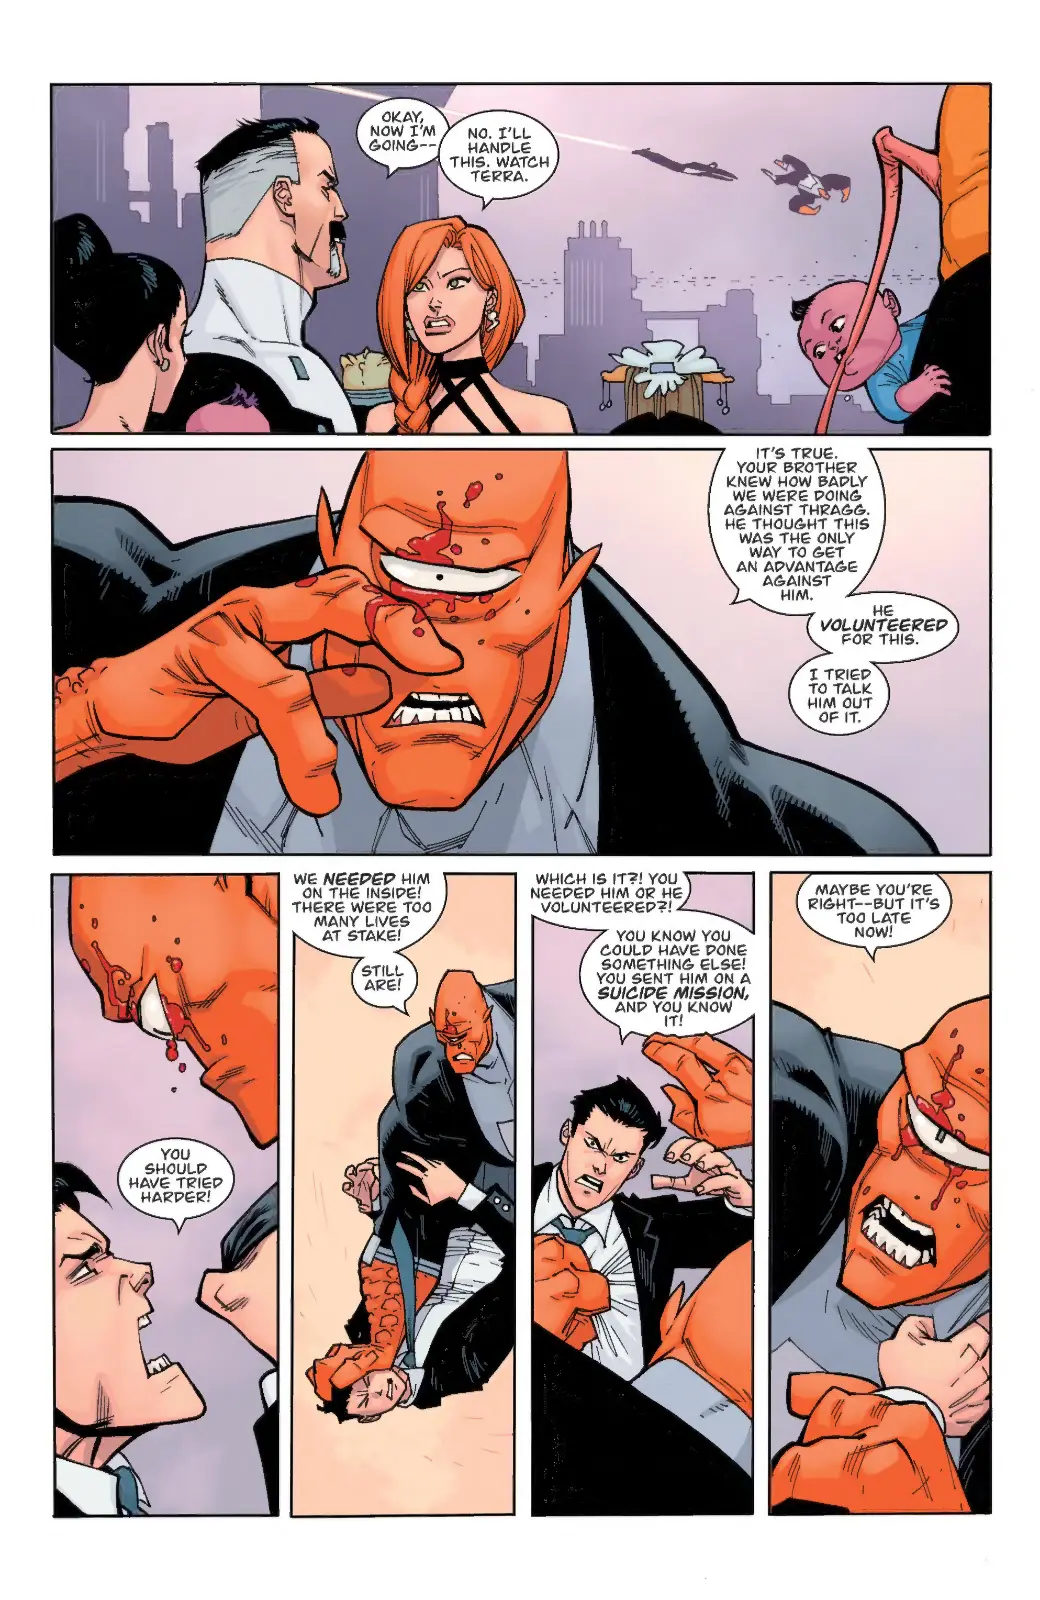 OKAY,
NOW I'M
GOING--
NO. I'LL
HANDLE
THIS. WATCH
TERRA.
IT'S TRUE.
YOUR BROTHER
KNEW HOW BADLY
WE WERE DOING
AGAINST THRAGG.
HE THOUGHT THIS
WAS THE ONLY
WAY TO GET
AN ADVANTAGE
AGAINST
HIM.
HE
VOLUNTEERED
FOR THIS.
I TRIED
TO TALK
HIM OUT
OF IT.
YOU
SHOULD
HAVE TRIED
HARDER!
WE NEEDED HIM
ON THE INSIDE!
THERE WERE TOO
MANY LIVES
AT STAKE!
STILL
ARE!
WHICH IS IT?! YOU
NEEDED HIM OR HE
VOLUNTEERED?!
YOU KNOW YOU
COULD HAVE DONE
SOMETHING ELSE!
YOU SENT HIM ON A
SUICIDE MISSION,
AND YOU KNOW
IT!
MAYBE YOU'RE
RIGHT--BUT IT'S
TOO LATE
NOW!